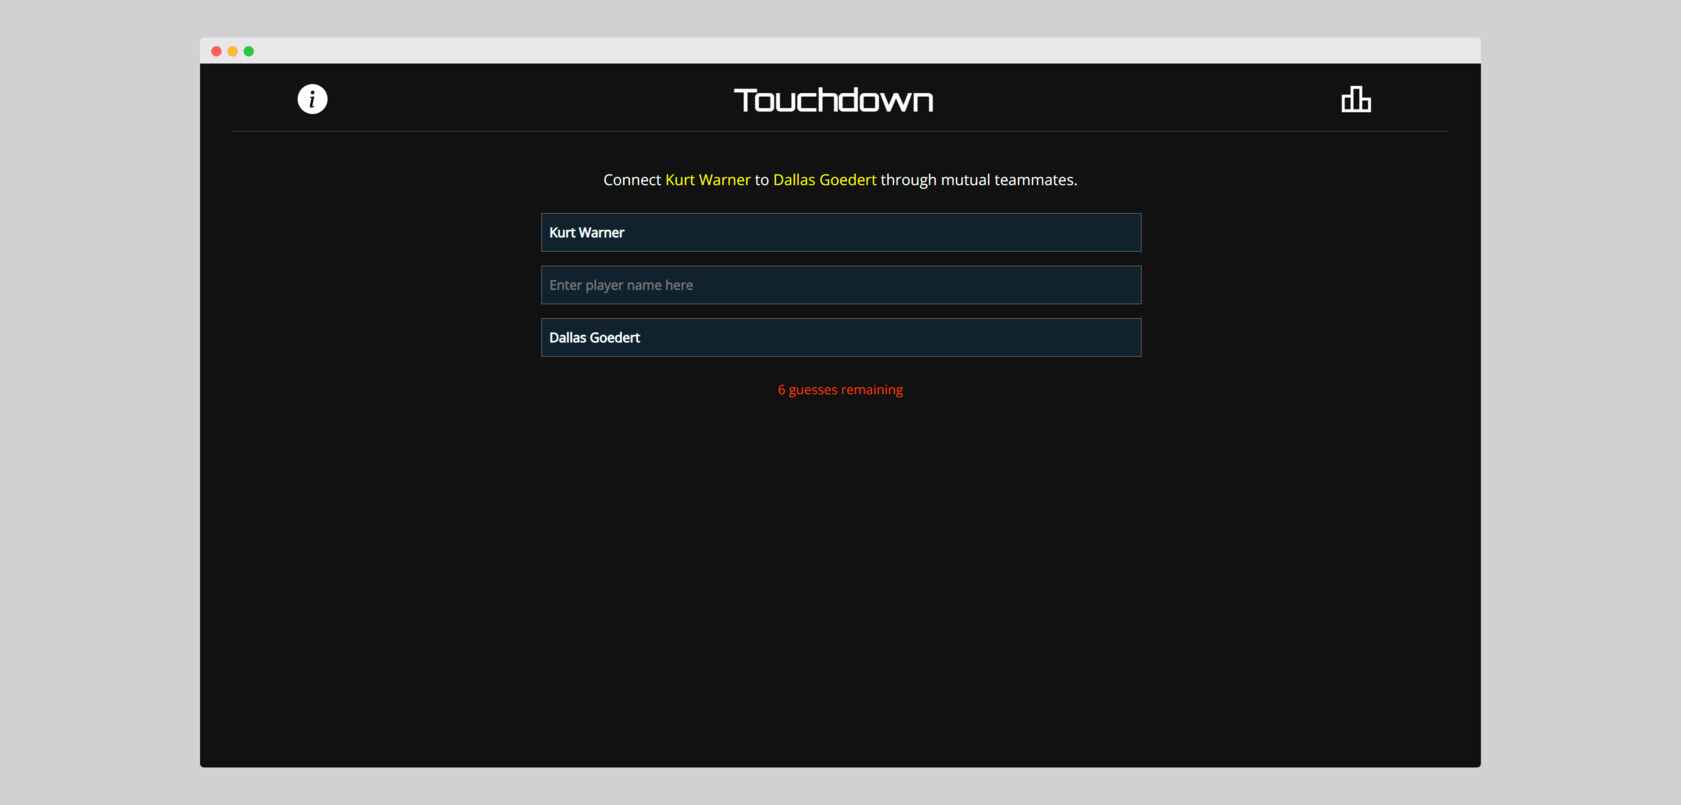 i
Touchdown
Connect Kurt Warner to Dallas Goedert through mutual teammates.
Kurt Warner
Enter player name here
Dallas Goedert
6 guesses remaining